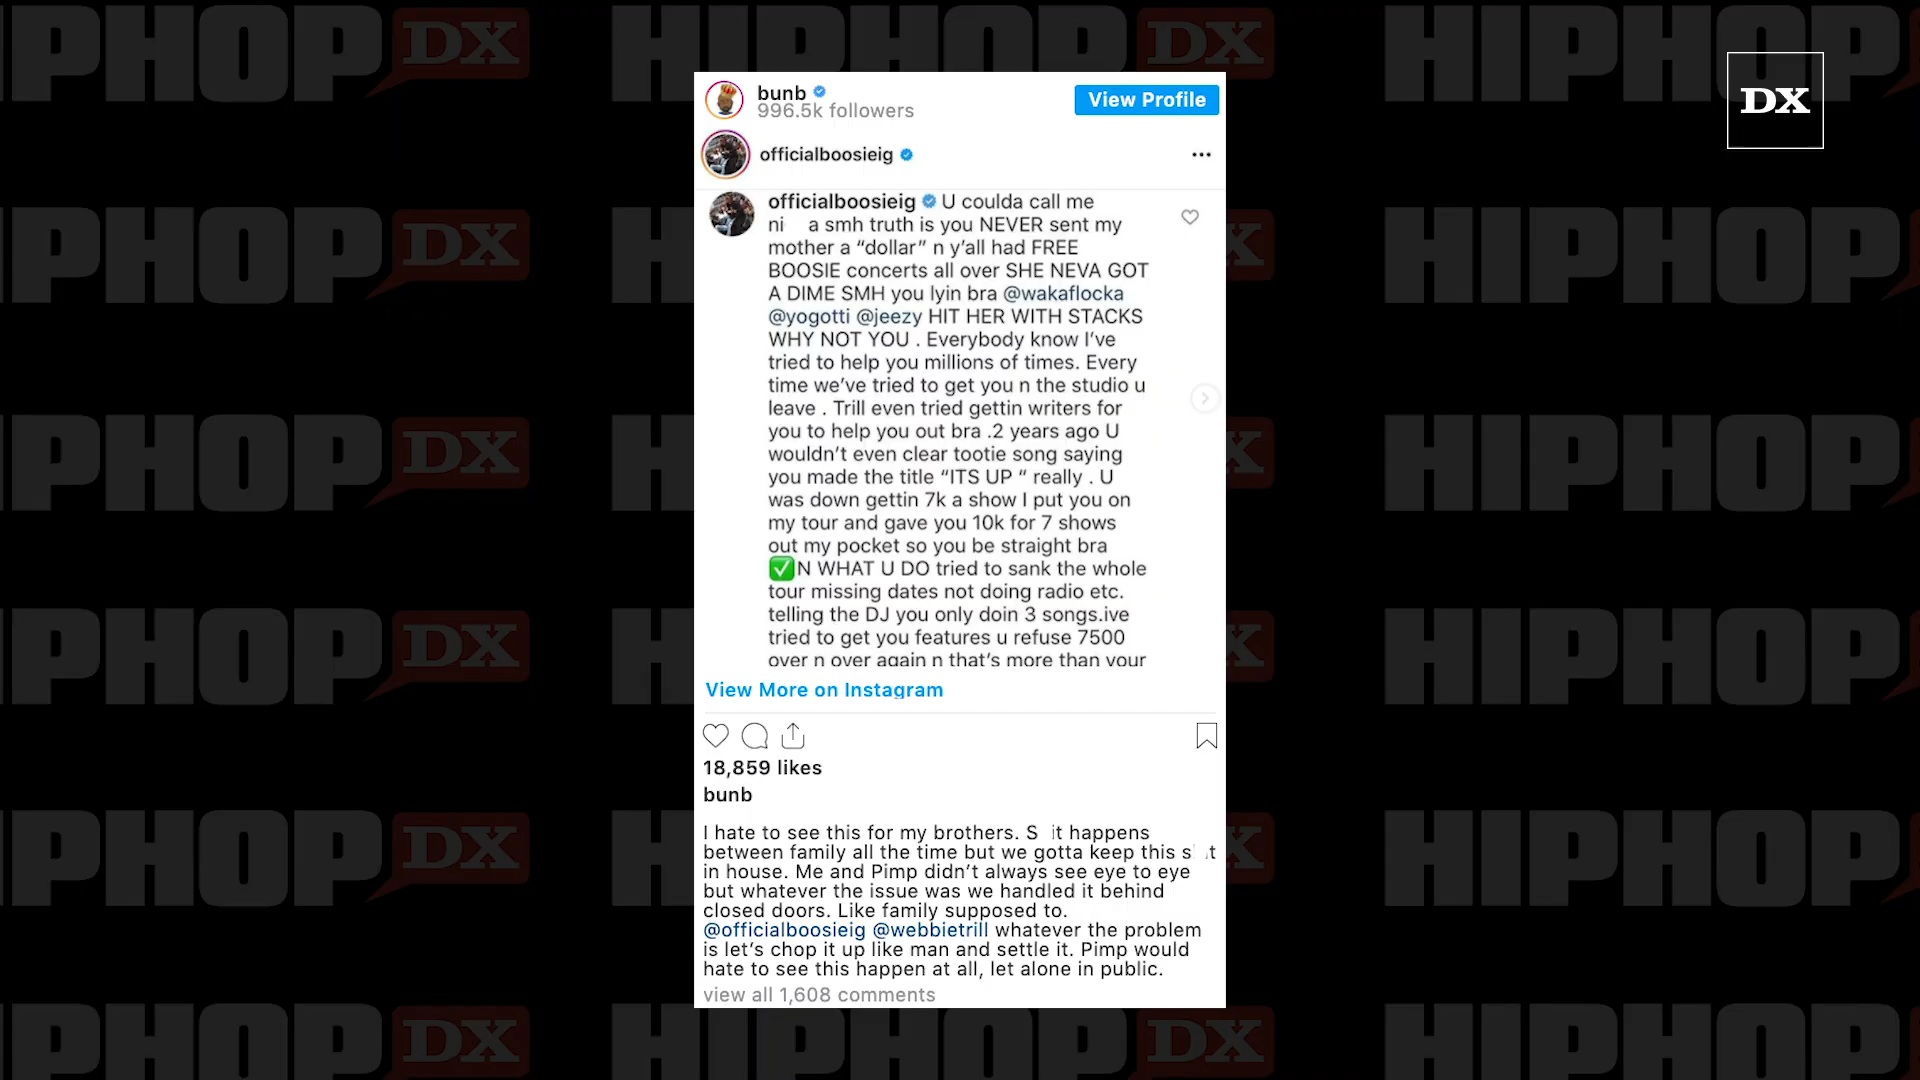 HIPHOPDX
DX
bunb
996.5k followers
View Profile
officialboosieig
officialboosieig U coulda call me
ni a smh truth is you NEVER sent my
mother a “dollar” n y’all had FREE
BOOSIE concerts all over SHE NEVA GOT
A DIME SMH you lyin bra @wakaflocka
@yogotti @jeezy HIT HER WITH STACKS
WHY NOT YOU . Everybody know I’ve
tried to help you millions of times. Every
time we’ve tried to get you n the studio u
leave . Trill even tried gettin writers for
you to help you out bra .2 years ago U
wouldn’t even clear tootie song saying
you made the title “ITS UP “ really . U
was down gettin 7k a show I put you on
my tour and gave you 10k for 7 shows
out my pocket so you be straight bra
✅N WHAT U DO tried to sank the whole
tour missing dates not doing radio etc.
telling the DJ you only doin 3 songs.ive
tried to get you features u refuse 7500
over n over again n that’s more than your
View More on Instagram
18,859 likes
bunb
I hate to see this for my brothers. S it happens
between family all the time but we gotta keep this s t
in house. Me and Pimp didn’t always see eye to eye
but whatever the issue was we handled it behind
closed doors. Like family supposed to.
@officialboosieig @webbietrill whatever the problem
is let’s chop it up like man and settle it. Pimp would
hate to see this happen at all, let alone in public.
view all 1,608 comments